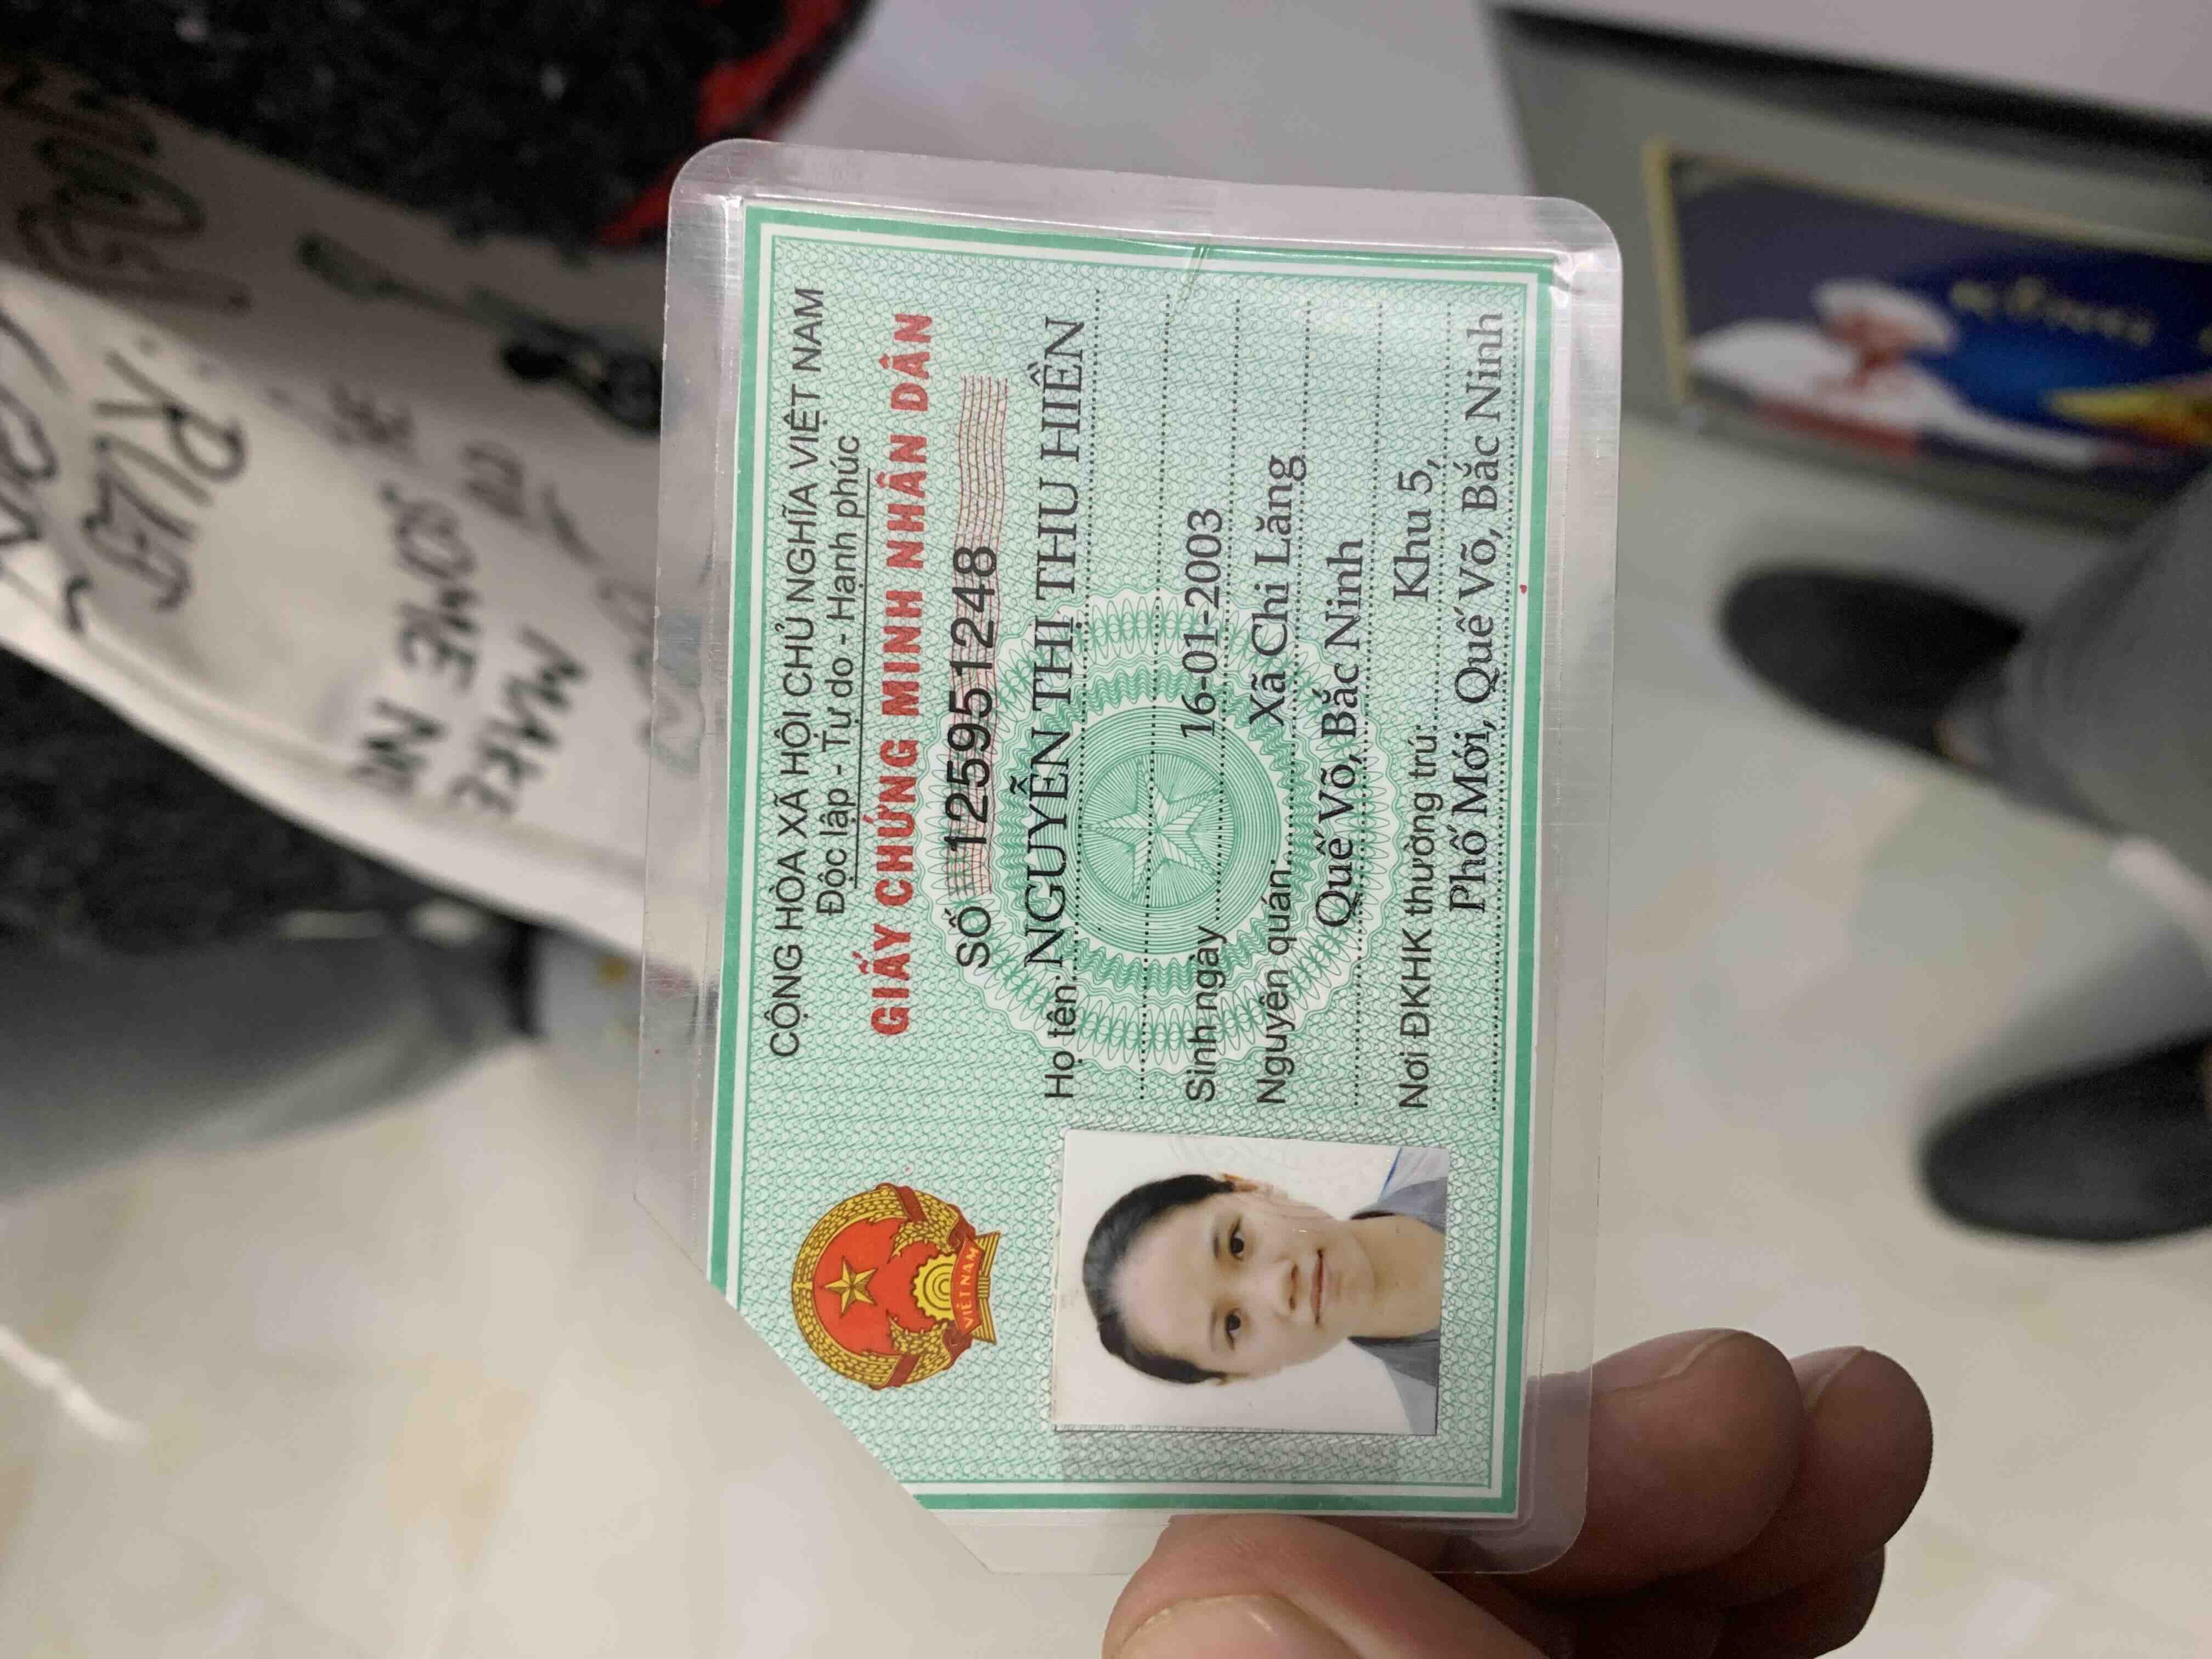 CỘNG HÒA XÃ HỘI CHỦ NGHĨA VIỆT NAM
Độc lập - Tự do - Hạnh phúc
GIẤY CHỨNG MINH NHÂN DÂN
SỐ 125951248
Họ tên NGUYỄN THỊ THU HIỀN
Sinh ngày 16-01-2003
Nguyên quán Xã Chi Lăng
Quế Võ, Bắc Ninh
Nơi ĐKHK thường trú: Khu 5,
Phố Mới, Quế Võ, Bắc Ninh
VIỆT NAM
MAKE
SOME